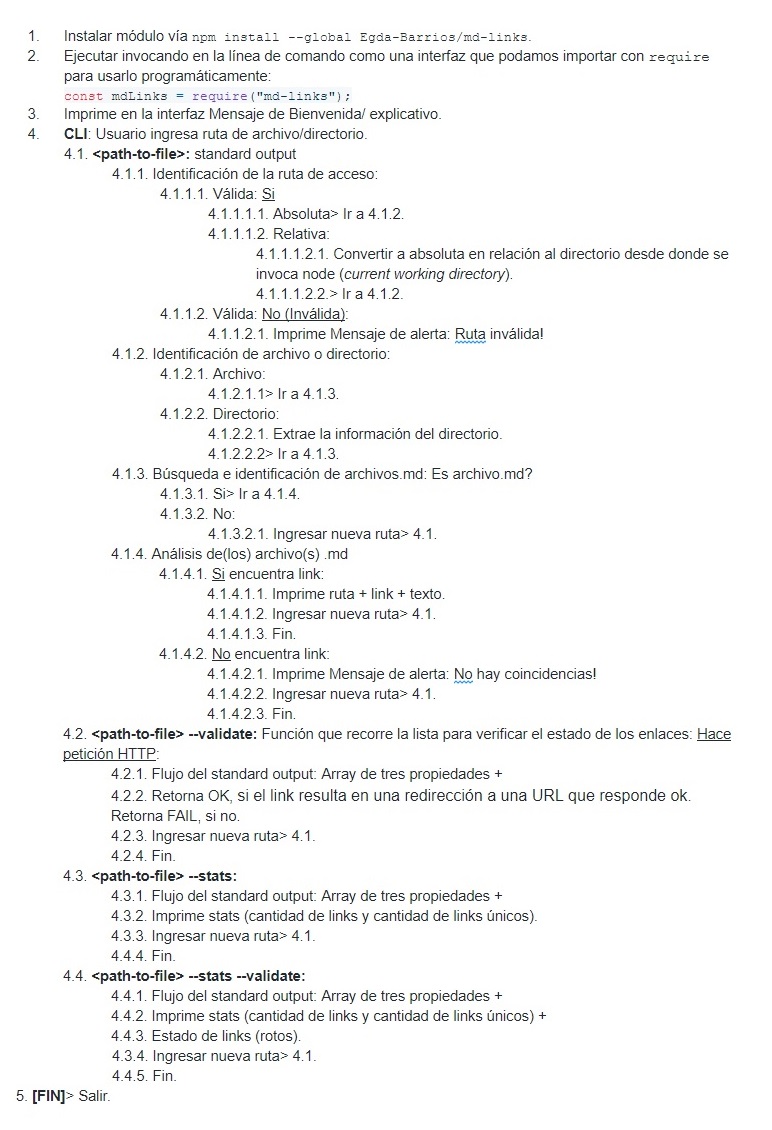 1. Instalar módulo vía npm install --global Egda-Barrios/md-links.
2. Ejecutar invocando en la línea de comando como una interfaz que podamos importar con require
para usarlo programáticamente:
const mdLinks = require("md-links");
3. Imprime en la interfaz Mensaje de Bienvenida/ explicativo.
4. CLI: Usuario ingresa ruta de archivo/directorio.
4.1. <path-to-file>: standard output
4.1.1. Identificación de la ruta de acceso:
4.1.1.1. Válida: Si
4.1.1.1.1. Absoluta> Ir a 4.1.2.
4.1.1.1.2. Relativa:
4.1.1.1.2.1. Convertir a absoluta en relación al directorio desde donde se
invoca node (current working directory).
4.1.1.1.2.2.> Ir a 4.1.2.
4.1.1.2. Válida: No (Inválida):
4.1.1.2.1. Imprime Mensaje de alerta: Ruta inválida!
4.1.2. Identificación de archivo o directorio:
4.1.2.1. Archivo:
4.1.2.1.1> Ir a 4.1.3.
4.1.2.2. Directorio:
4.1.2.2.1. Extrae la información del directorio.
4.1.2.2.2> Ir a 4.1.3.
4.1.3. Búsqueda e identificación de archivos.md: Es archivo.md?
4.1.3.1. Si> Ir a 4.1.4.
4.1.3.2. No:
4.1.3.2.1. Ingresar nueva ruta> 4.1.
4.1.4. Análisis de(los) archivo(s) .md
4.1.4.1. Si encuentra link:
4.1.4.1.1. Imprime ruta + link + texto.
4.1.4.1.2. Ingresar nueva ruta> 4.1.
4.1.4.1.3. Fin.
4.1.4.2. No encuentra link:
4.1.4.2.1. Imprime Mensaje de alerta: No hay coincidencias!
4.1.4.2.2. Ingresar nueva ruta> 4.1.
4.1.4.2.3. Fin.
4.2. <path-to-file> --validate: Función que recorre la lista para verificar el estado de los enlaces: Hace
petición HTTP:
4.2.1. Flujo del standard output: Array de tres propiedades +
4.2.2. Retorna OK, si el link resulta en una redirección a una URL que responde ok.
Retorna FAIL, si no.
4.2.3. Ingresar nueva ruta> 4.1.
4.2.4. Fin.
4.3. <path-to-file> --stats:
4.3.1. Flujo del standard output: Array de tres propiedades +
4.3.2. Imprime stats (cantidad de links y cantidad de links únicos).
4.3.3. Ingresar nueva ruta> 4.1.
4.4.4. Fin.
4.4. <path-to-file> --stats --validate:
4.4.1. Flujo del standard output: Array de tres propiedades +
4.4.2. Imprime stats (cantidad de links y cantidad de links únicos) +
4.4.3. Estado de links (rotos).
4.3.4. Ingresar nueva ruta> 4.1.
4.4.5. Fin.
5. [FIN]> Salir.